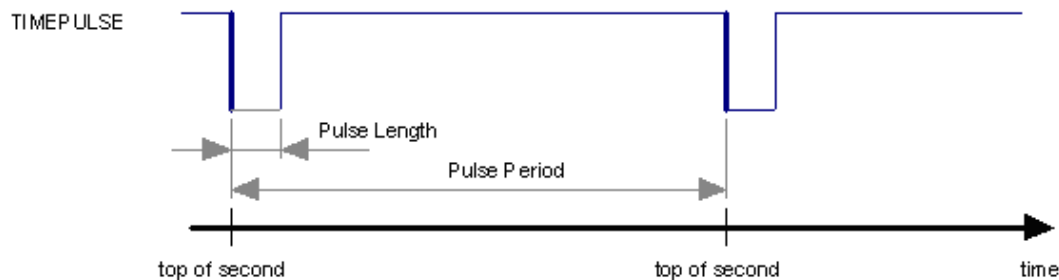 TIMEPULSE
Pulse Length
Pulse Period
top of second
top of second
time